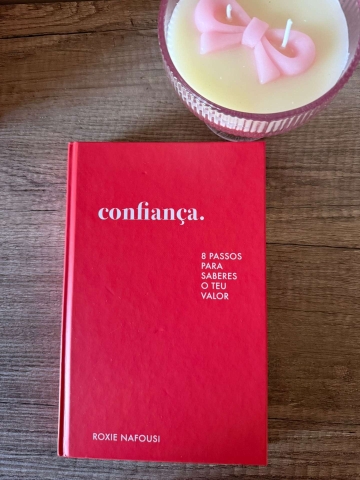 confiança.
8 PASSOS
PARA
SABERES
O TEU
VALOR
ROXIE NAFOUSI